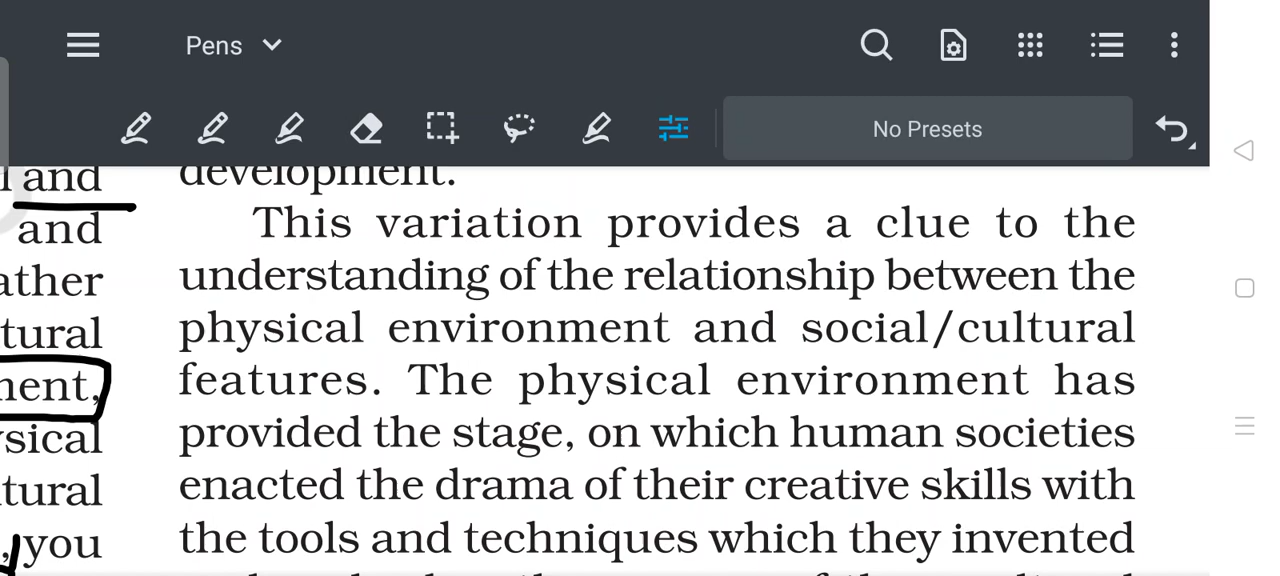 Pens
No Presets
and
and
ather
tural
ment,
ysical
tural
you
development.
This variation provides a clue to the
understanding of the relationship between the
physical environment and social/cultural
features. The physical environment has
provided the stage, on which human societies
enacted the drama of their creative skills with
the tools and techniques which they invented